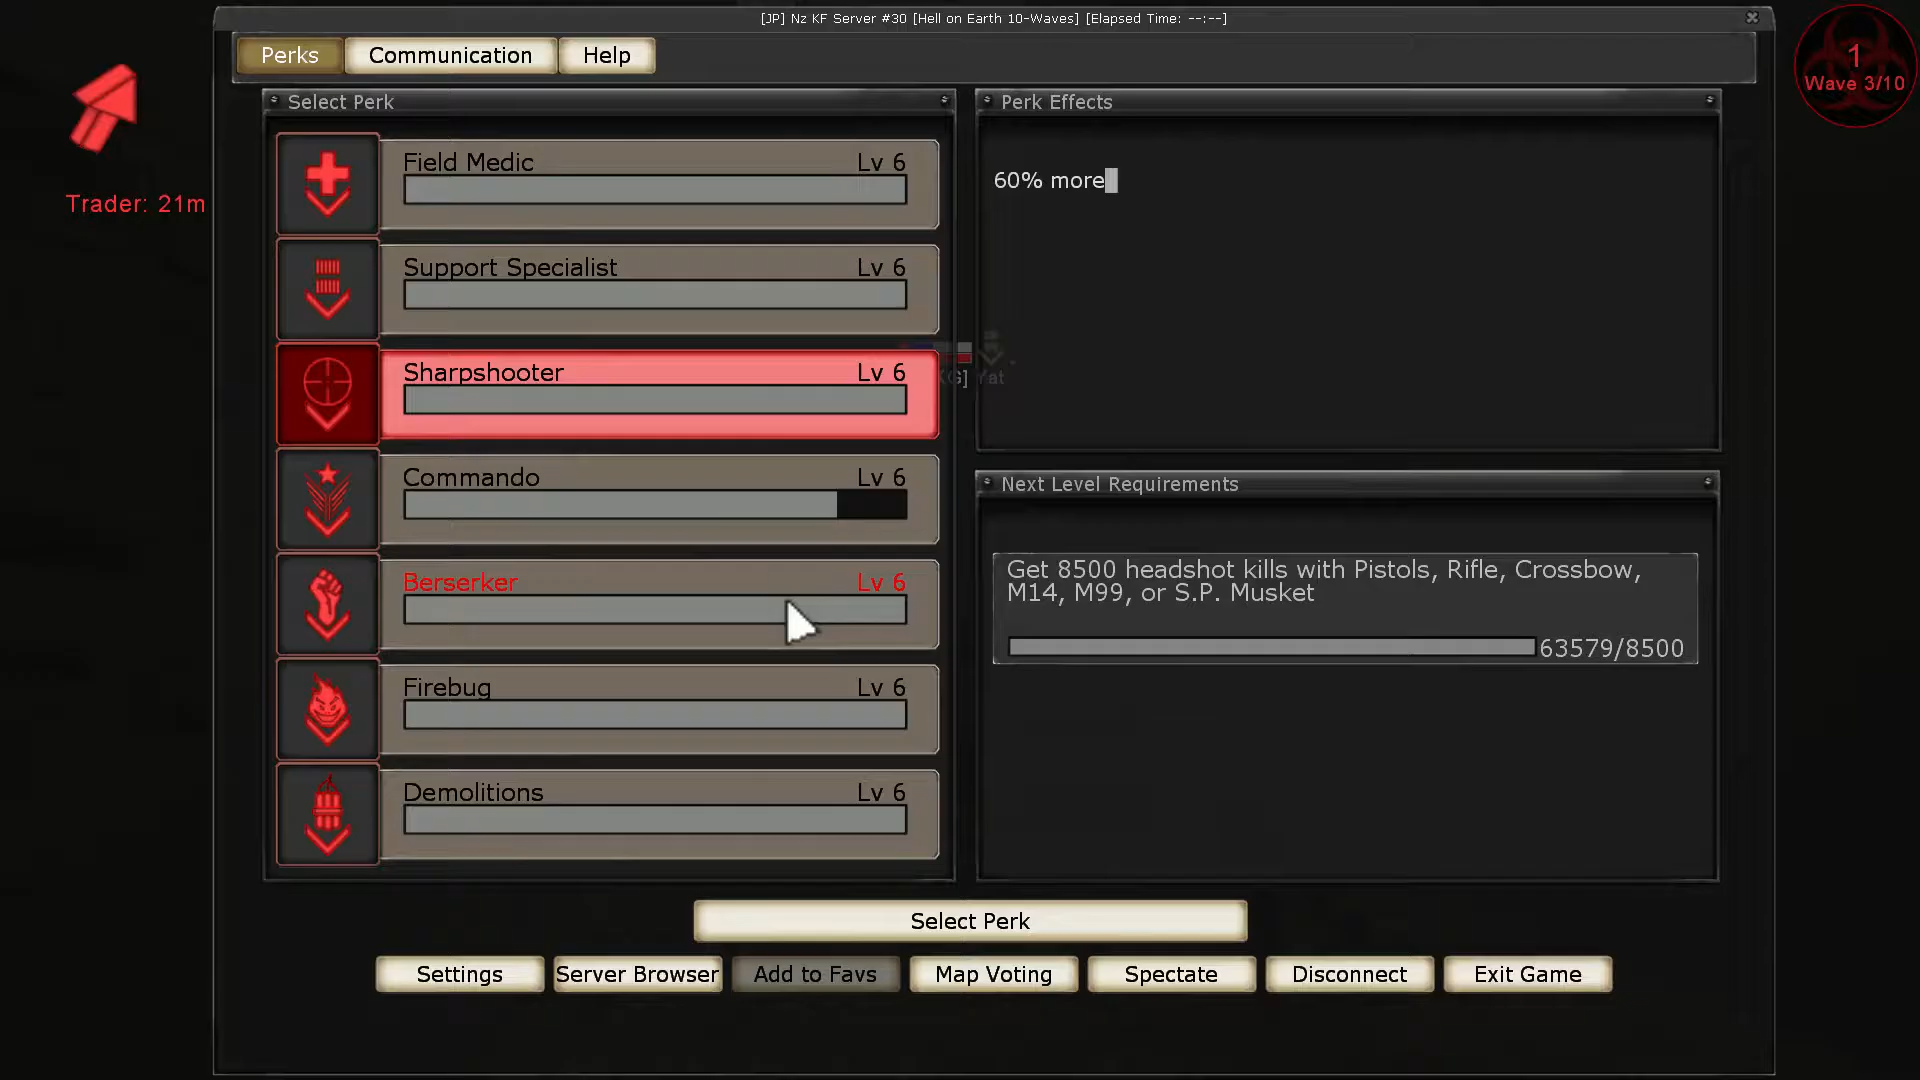 [JP] Nz KF Server #30 [Hell on Earth 10-Waves] [Elapsed Time: --:--]
Perks
Communication
Help
1
Wave 3/10
Trader: 21m
Select Perk
Field Medic Lv 6
Support Specialist Lv 6
Sharpshooter Lv 6
Commando Lv 6
Berserker Lv 6
Firebug Lv 6
Demolitions Lv 6
Perk Effects
60% more
G] Yat
Next Level Requirements
Get 8500 headshot kills with Pistols, Rifle, Crossbow,
M14, M99, or S.P. Musket
63579/8500
Select Perk
Settings
Server Browser
Add to Favs
Map Voting
Spectate
Disconnect
Exit Game